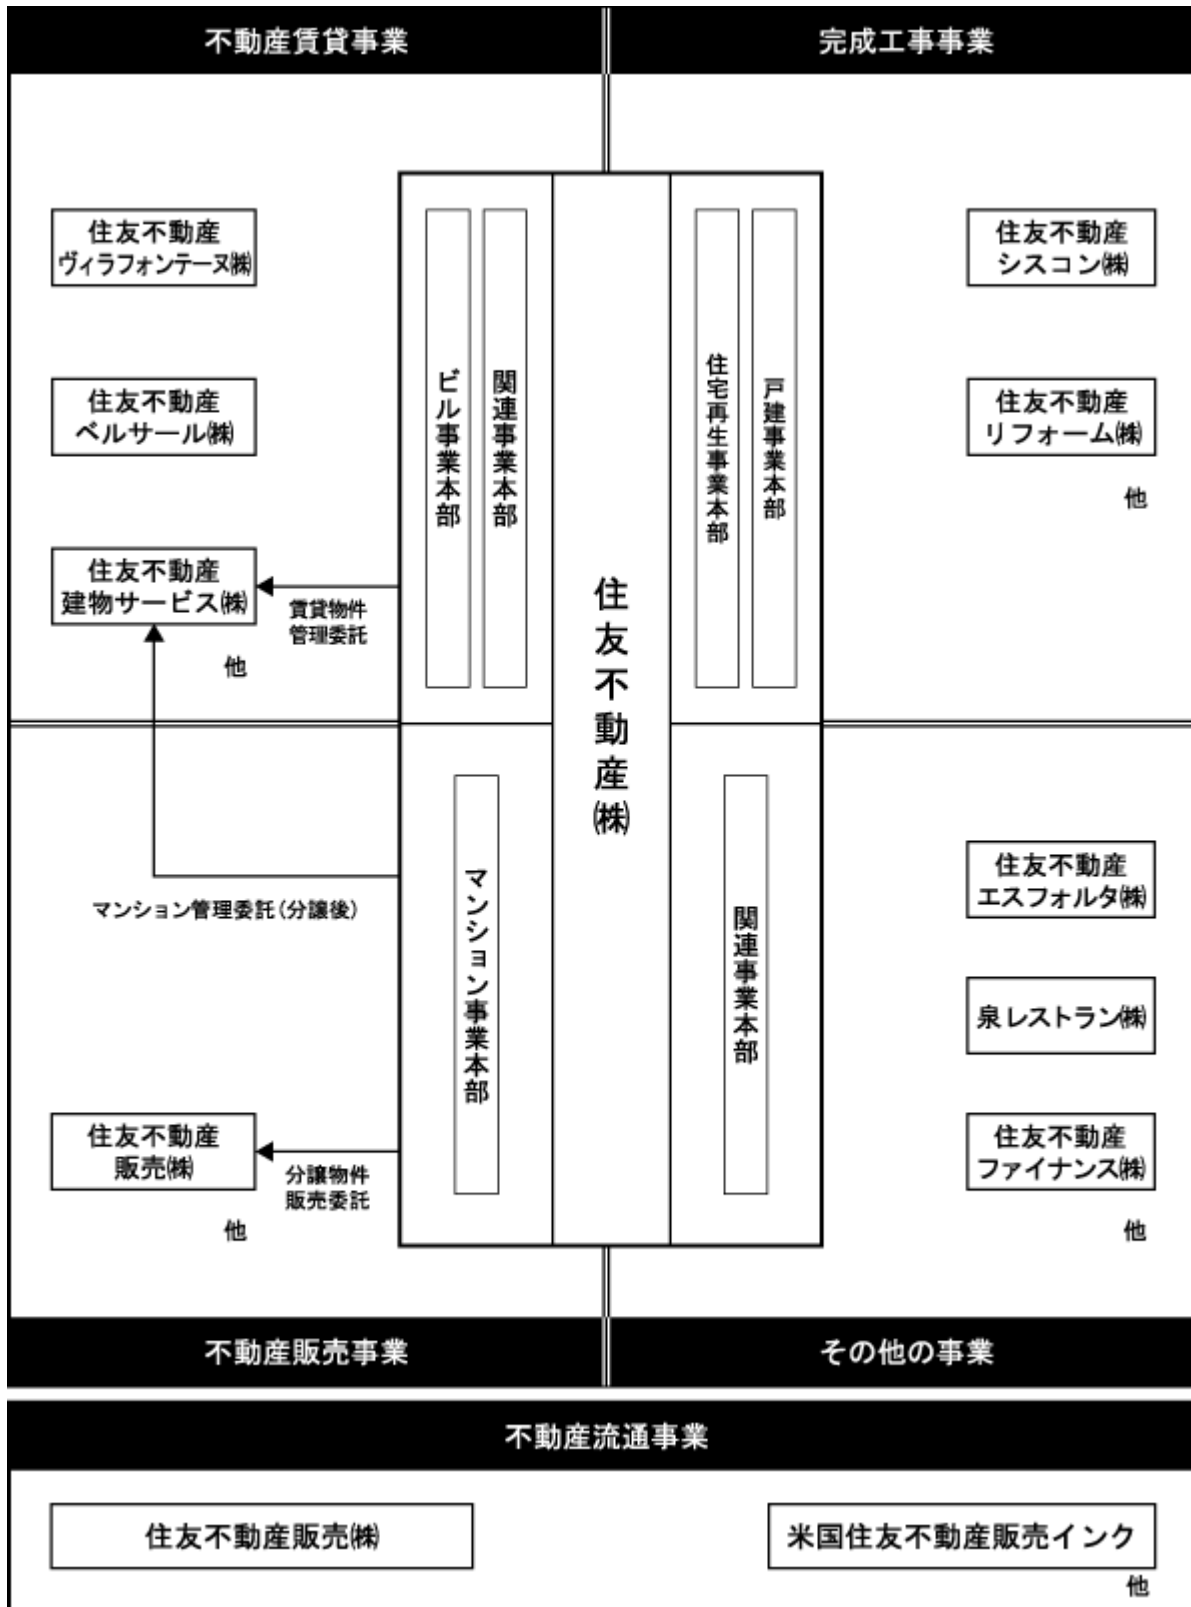 不動産賃貸事業
完成工事事業
住友不動産
ヴィラフォンテーヌ㈱
住友不動産
ベルサール㈱
住友不動産
建物サービス㈱
他
賃貸物件
管理委託
ビル事業本部
関連事業本部
住友不動産㈱
住宅再生事業本部
戸建事業本部
住友不動産
シスコン㈱
住友不動産
リフォーム㈱
他
マンション管理委託(分譲後)
住友不動産
販売㈱
他
分譲物件
販売委託
マンション事業本部
関連事業本部
住友不動産
エスフォルタ㈱
泉レストラン㈱
住友不動産
ファイナンス㈱
他
不動産販売事業
その他の事業
不動産流通事業
住友不動産販売㈱
米国住友不動産販売インク
他